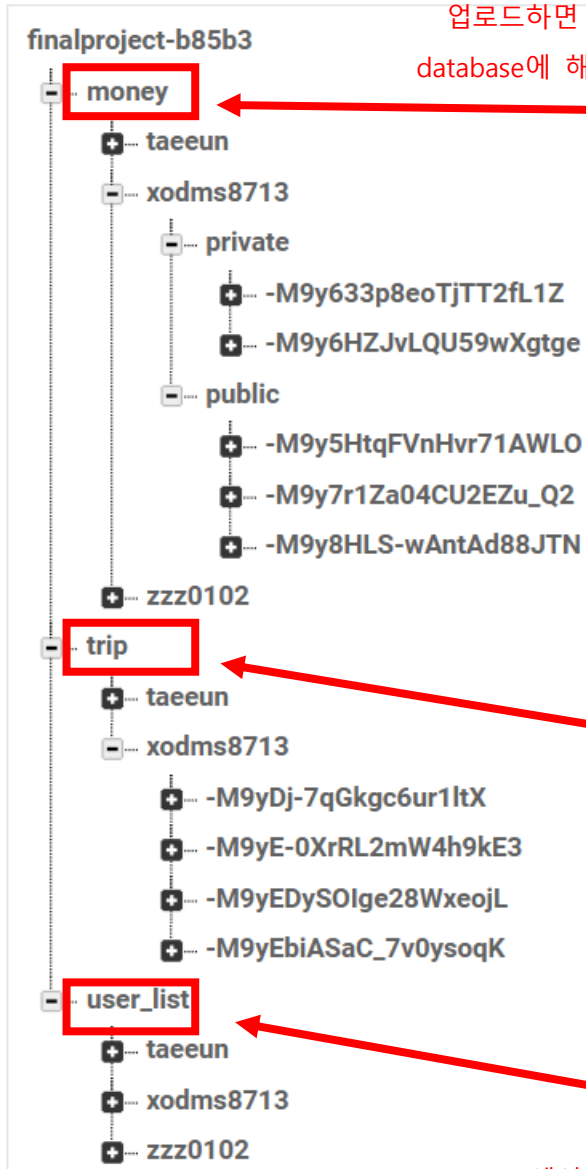 업로드하면
finalproject-b85b3
database에
money
taeeun
xodms8713
private
-M9y633p8eoTjTT2fL1Z
-M9y6HZJvLQU59wXgtge
public
-M9y5HtqFVnHvr71AWLO
-M9y7r1Za04CU2EZu_Q2
-M9y8HLS-wAntAd88JTN
zzz0102
trip
taeeun
xodms8713
-M9yDj-7qGkgc6ur1ltX
-M9yE-0XrRL2mW4h9kE3
-M9yEDySOIge28WxeojL
-M9yEbiASaC_7v0ysoqK
user_list
taeeun
xodms8713
zzz0102